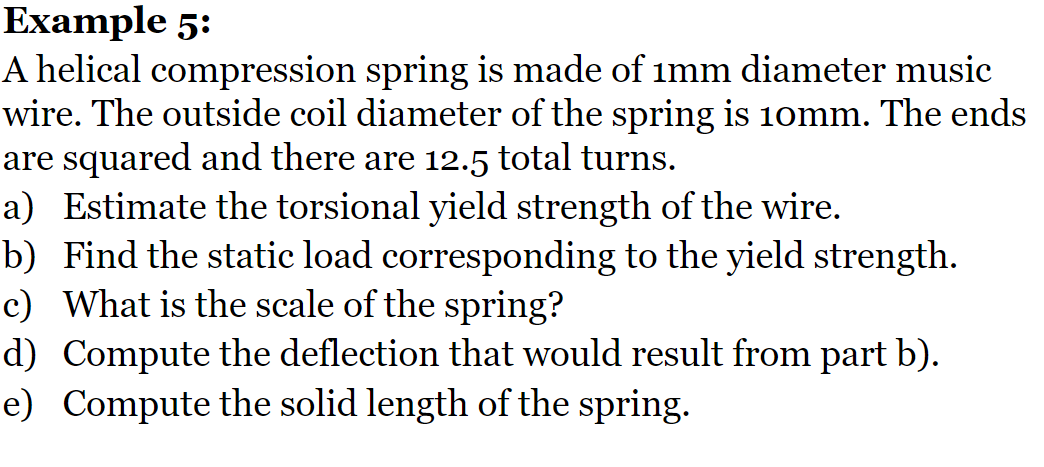 Example 5:
A helical compression spring is made of 1mm diameter music
wire. The outside coil diameter of the spring is 10mm. The ends
are squared and there are 12.5 total turns.
a) Estimate the torsional yield strength of the wire.
b) Find the static load corresponding to the yield strength.
c) What is the scale of the spring?
d) Compute the deflection that would result from part b).
e) Compute the solid length of the spring.